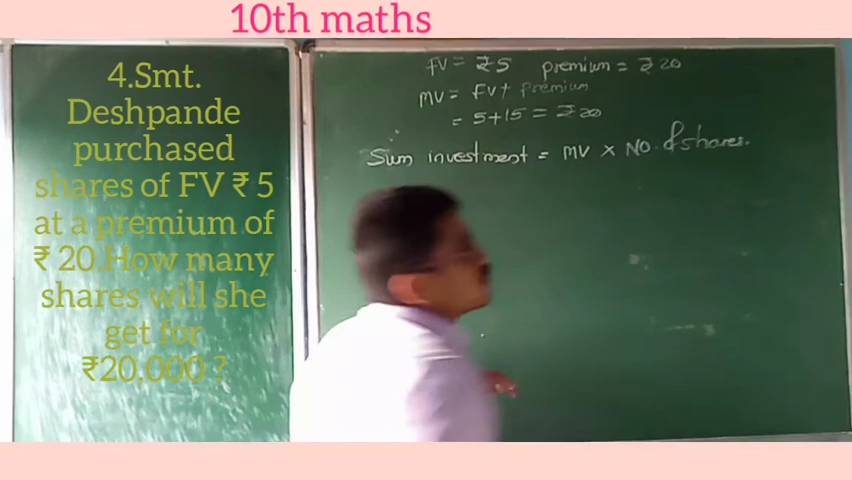 10th maths
4.Smt.
Deshpande
purchased
shares of FV ₹ 5
at a premium of
₹ 20.How many
shares will she
get for
₹20,000 ?
FV = ₹5 premium = ₹20
MV = FV + premium
= 5+15 = ₹20
Sum investment = MV × No. of shares.